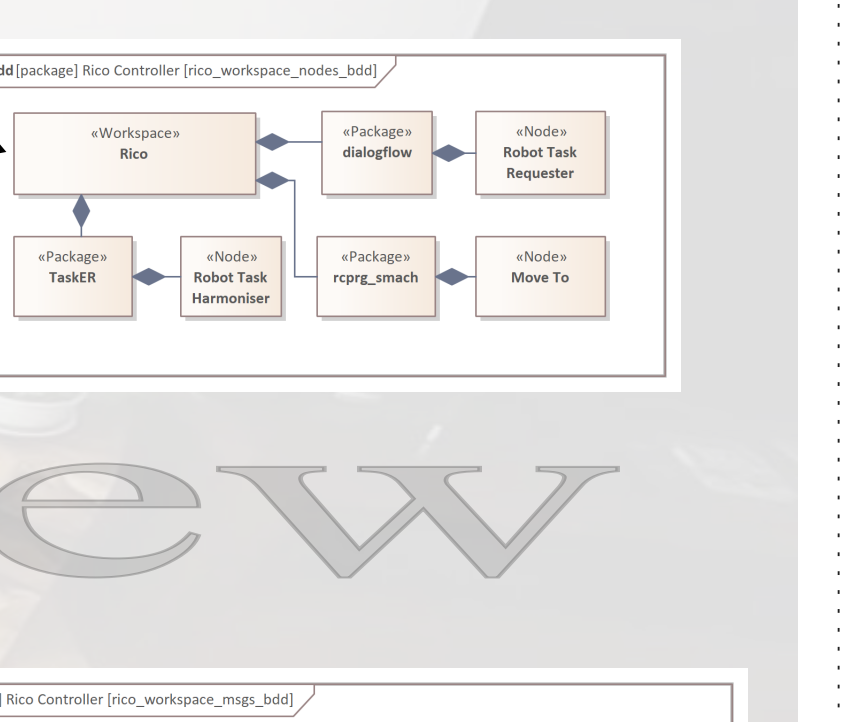 dd [package] Rico Controller [rico_workspace_nodes_bdd]
«Workspace»
Rico
«Package»
dialogflow
«Node»
Robot Task
Requester
«Package»
TaskER
«Node»
Robot Task
Harmoniser
«Package»
rcprg_smach
«Node»
Move To
ew
] Rico Controller [rico_workspace_msgs_bdd]